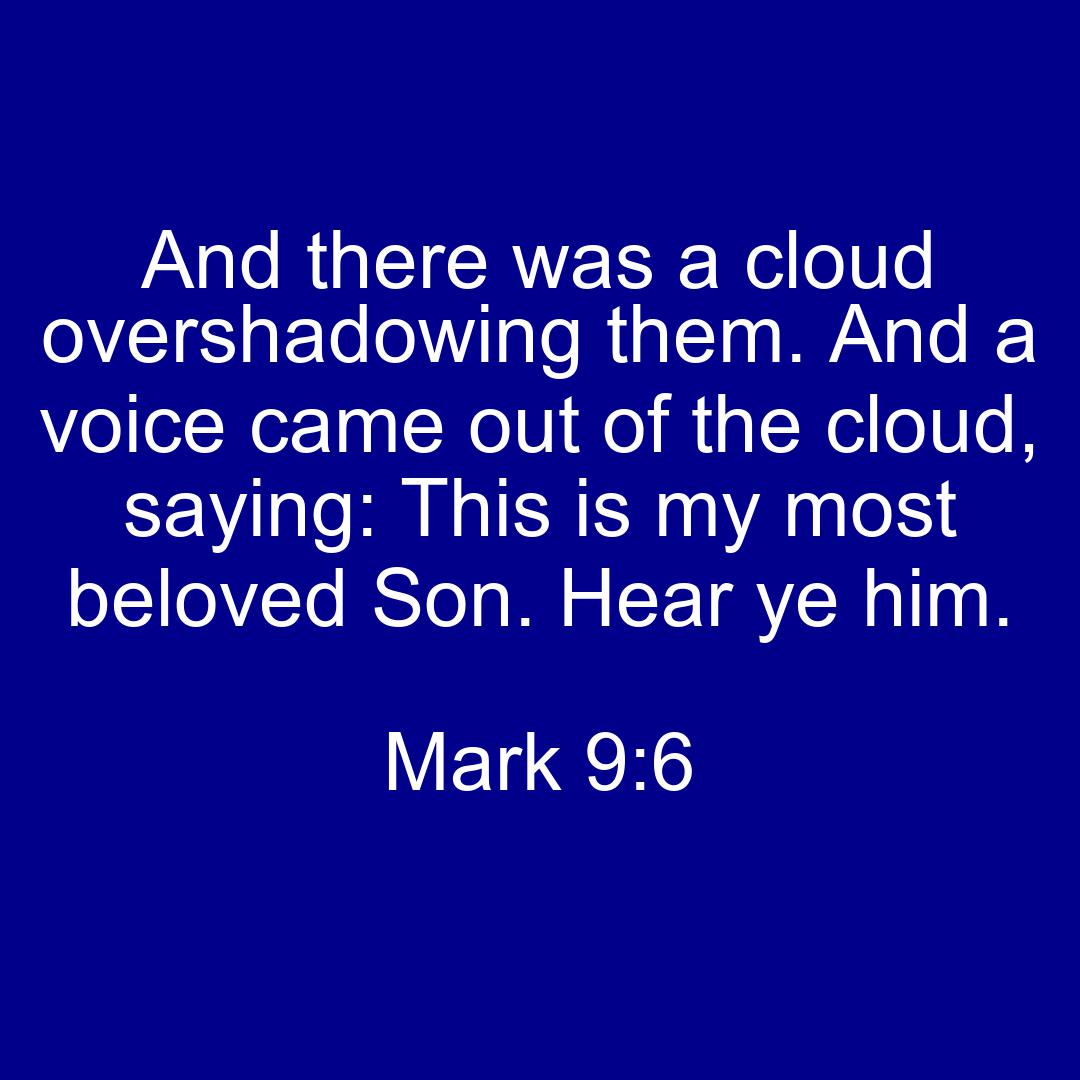 And there was a cloud
overshadowing them. And a
voice came out of the cloud,
saying: This is my most
beloved Son. Hear ye him.
Mark 9:6